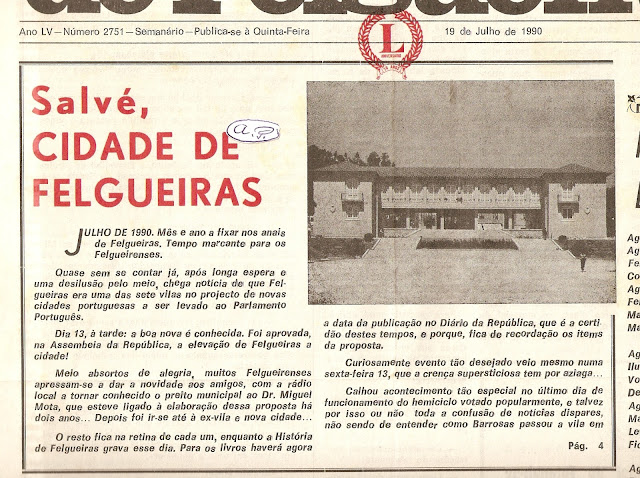 Ano LV—Número 2751—Semanário—Publica-se à Quinta-Feira
L
19 de Julho de 1990
Salvé,
CIDADE DE
FELGUEIRAS
a.p.
JULHO DE 1990. Mês e ano a fixar nos anais
de Felgueiras. Tempo marcante para os
Felgueirenses.
Quase sem se contar já, após longa espera e
uma desilusão pelo meio, chega notícia de que Fel-
gueiras era uma das sete vilas no projecto de novas
cidades portuguesas a ser levado ao Parlamento
Português.
Dia 13, à tarde: a boa nova é conhecida. Foi aprovada,
na Assembeia da República, a elevação de Felgueiras a
cidade!
Meio absortos de alegria, muitos Felgueirenses
apressam-se a dar a novidade aos amigos, com a rádio
local a tornar conhecido o preito municipal ao Dr. Miguel
Mota, que esteve ligado à elaboração dessa proposta há
dois anos... Depois foi ir-se até à ex-vila e nova cidade...
O resto fica na retina de cada um, enquanto a História
de Felgueiras grava esse dia. Para os livros haverá agora
a data da publicação no Diário da República, que é a certi-
dão destes tempos, e porque, fica de recordação os items
da proposta.
Curiosamente evento tão desejado veio mesmo numa
sexta-feira 13, que a crença supersticiosa tem por aziaga...
Calhou acontecimento tão especial no último dia de
funcionamento do hemiciclo votado popularmente, e talvez
por isso ou não toda a confusão de notícias díspares,
não sendo de entender como Barrosas passou a vila em
Pág. 4